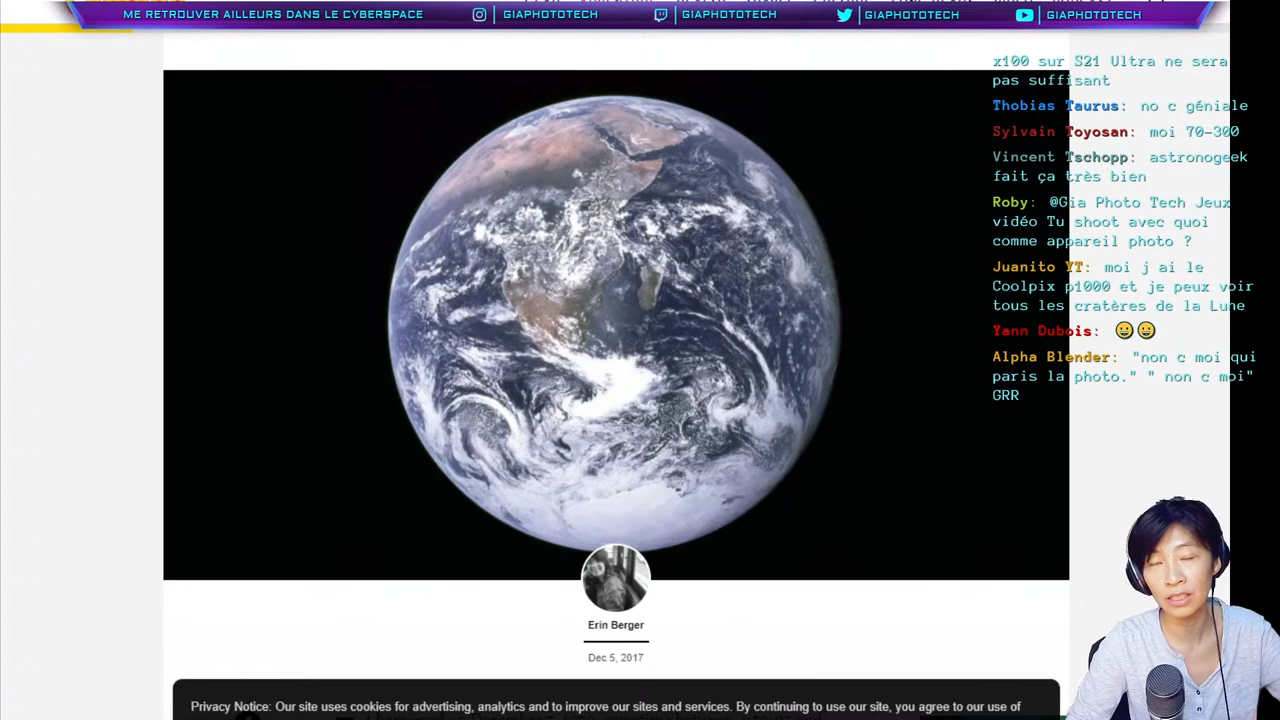 ME RETROUVER AILLEURS DANS LE CYBERSPACE
GIAPHOTOTECH
GIAPHOTOTECH
GIAPHOTOTECH
GIAPHOTOTECH
x100 sur S21 Ultra ne sera
pas suffisant
Thobias Taurus: no c géniale
Sylvain Toyosan: moi 70-300
Vincent Tschopp: astronogeek
fait ça très bien
Roby: @Gia Photo Tech Jeux
vidéo Tu shoot avec quoi
comme appareil photo ?
Juanito YT: moi j ai le
Coolpix p1000 et je peux voir
tous les cratères de la Lune
Yann Dubois: 😀😀
Alpha Blender: "non c moi qui
paris la photo." " non c moi"
GRR
Erin Berger
Dec 5, 2017
Privacy Notice: Our site uses cookies for advertising, analytics and to improve our sites and services. By continuing to use our site, you agree to our use of